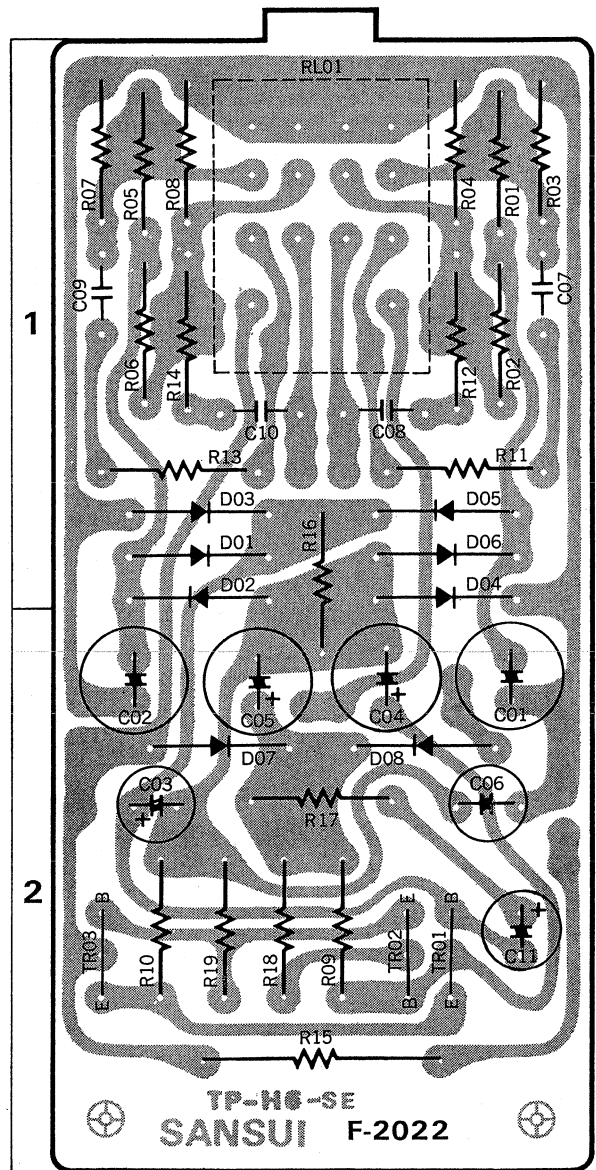 RL01
R07
R05
R08
R04
R01
R03
C09
C07
1
R06
R14
R12
R02
C10
C08
R13
R11
D03
D05
R16
D01
D06
D02
D04
C02
C05
+
C04
+
C01
D07
D08
C03
+
C06
R17
2
B
E
B
+
TR03
R10
R19
R18
R09
TR02
TR01
C11
E
B
E
R15
TP-H6-SE
SANSUI F-2022